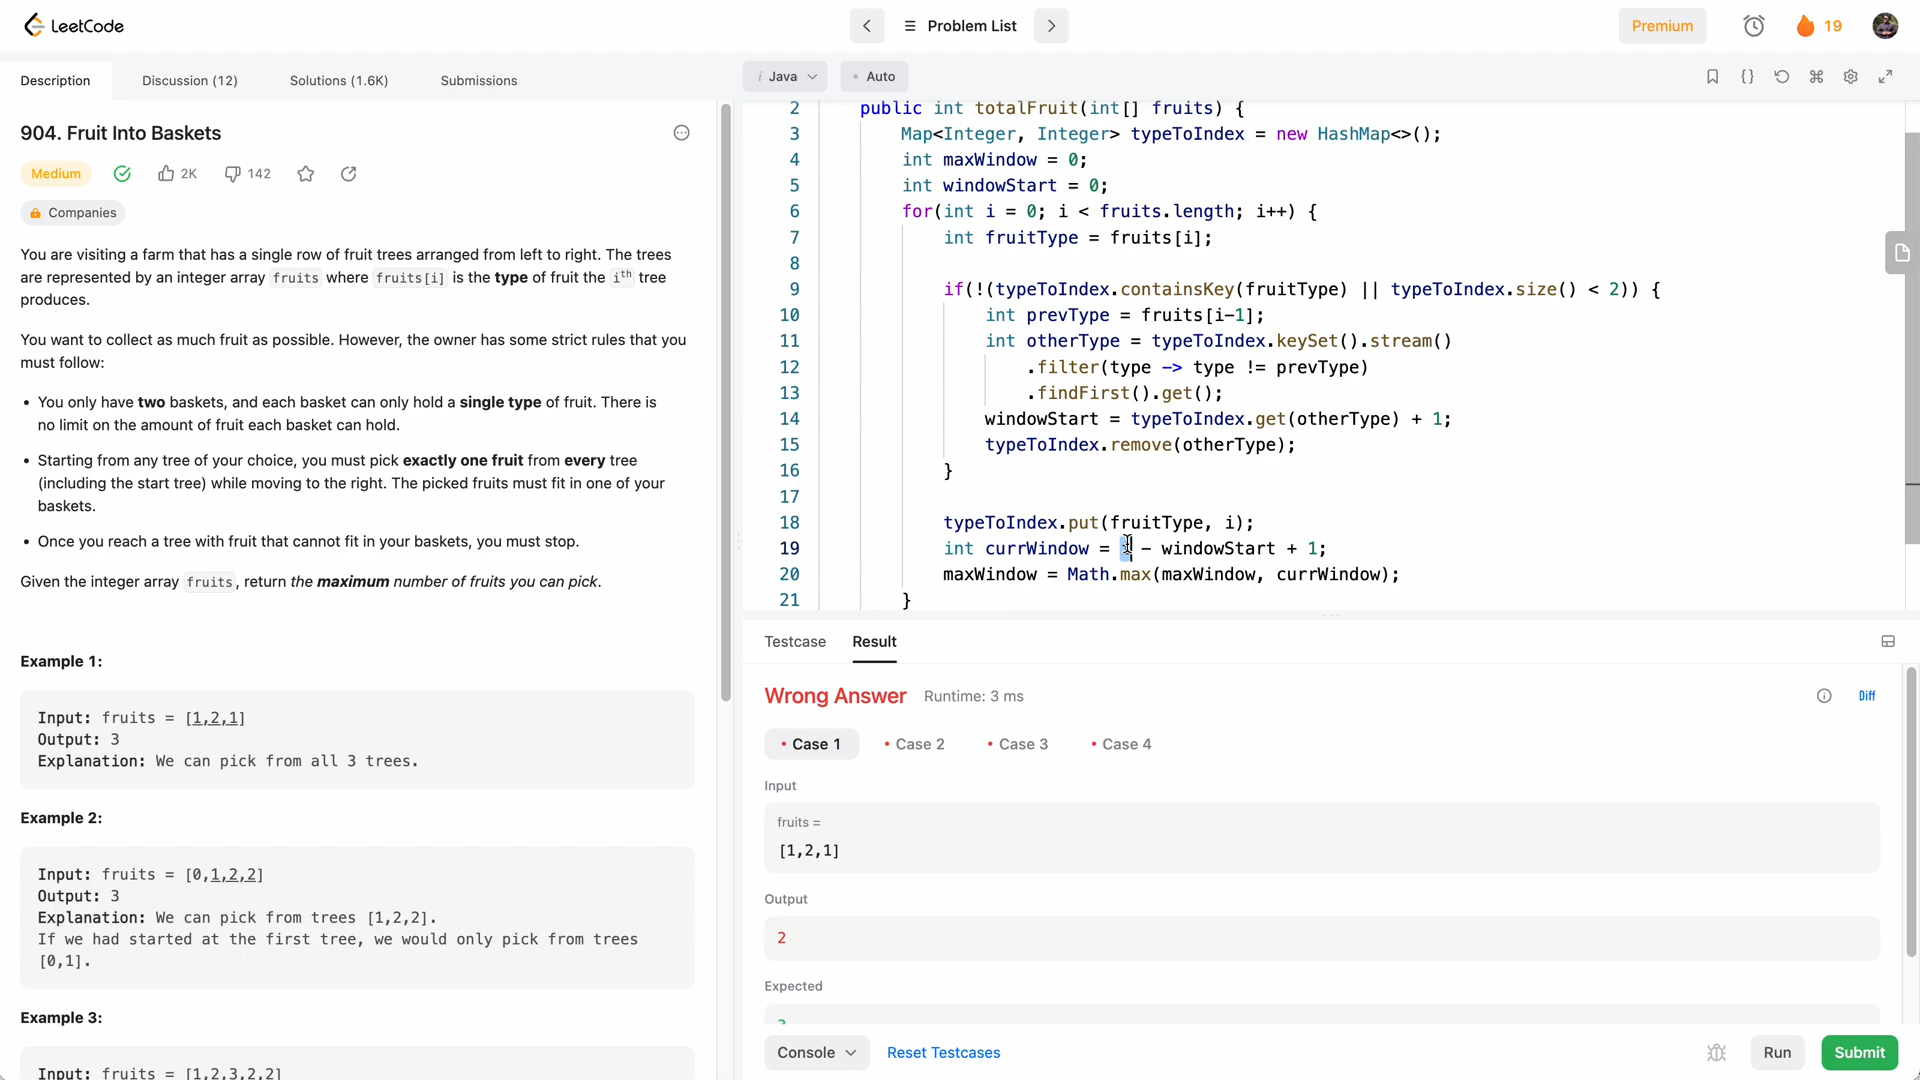 LeetCode
Problem List
Premium
19
Description
Discussion (12)
Solutions (1.6K)
Submissions
904. Fruit Into Baskets
Medium
2K
142
Companies
You are visiting a farm that has a single row of fruit trees arranged from left to right. The trees
are represented by an integer array fruits where fruits[i] is the type of fruit the ith tree
produces.
You want to collect as much fruit as possible. However, the owner has some strict rules that you
must follow:
• You only have two baskets, and each basket can only hold a single type of fruit. There is
no limit on the amount of fruit each basket can hold.
• Starting from any tree of your choice, you must pick exactly one fruit from every tree
(including the start tree) while moving to the right. The picked fruits must fit in one of your
baskets.
• Once you reach a tree with fruit that cannot fit in your baskets, you must stop.
Given the integer array fruits, return the maximum number of fruits you can pick.
Example 1:
Input: fruits = [1,2,1]
Output: 3
Explanation: We can pick from all 3 trees.
Example 2:
Input: fruits = [0,1,2,2]
Output: 3
Explanation: We can pick from trees [1,2,2].
If we had started at the first tree, we would only pick from trees
[0,1].
Example 3:
Input: fruits = [1,2,3,2,2]
i Java
• Auto
2 public int totalFruit(int[] fruits) {
3 Map<Integer, Integer> typeToIndex = new HashMap<>();
4 int maxWindow = 0;
5 int windowStart = 0;
6 for(int i = 0; i < fruits.length; i++) {
7 int fruitType = fruits[i];
8
9 if(!(typeToIndex.containsKey(fruitType) || typeToIndex.size() < 2)) {
10 int prevType = fruits[i-1];
11 int otherType = typeToIndex.keySet().stream()
12 .filter(type -> type != prevType)
13 .findFirst().get();
14 windowStart = typeToIndex.get(otherType) + 1;
15 typeToIndex.remove(otherType);
16 }
17
18 typeToIndex.put(fruitType, i);
19 int currWindow = i - windowStart + 1;
20 maxWindow = Math.max(maxWindow, currWindow);
21 }
Testcase
Result
Wrong Answer
Runtime: 3 ms
Diff
• Case 1
• Case 2
• Case 3
• Case 4
Input
fruits =
[1,2,1]
Output
2
Expected
3
Console
Reset Testcases
Run
Submit